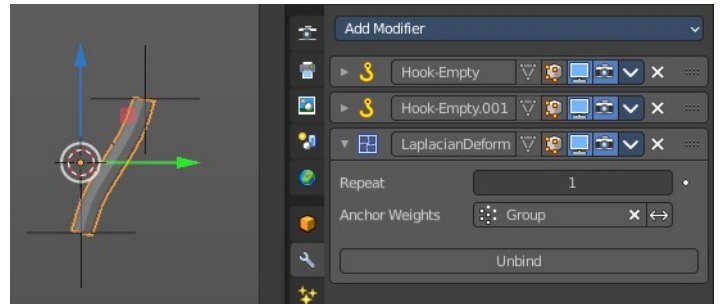 Add Modifier
Hook-Empty
Hook-Empty.001
LaplacianDeform
Repeat 1
Anchor Weights Group
Unbind